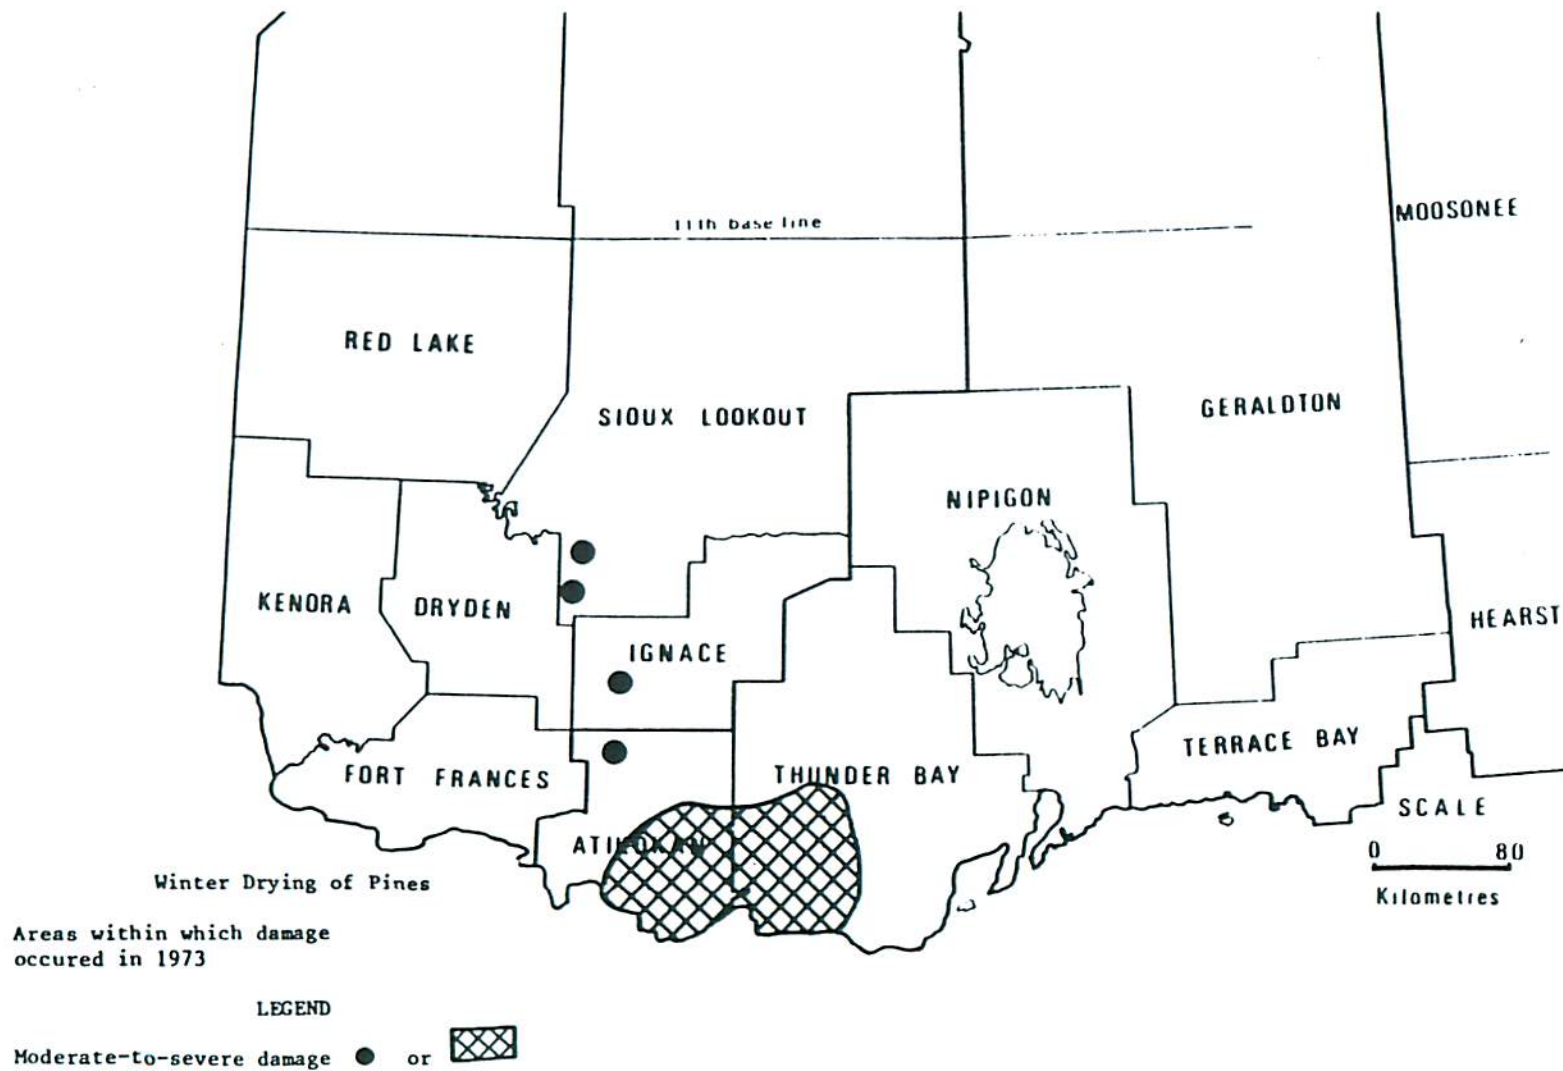 11th base line
MOOSONEE
RED LAKE
SIOUX LOOKOUT
GERALDTON
NIPIGON
KENORA
DRYDEN
HEARST
IGNACE
TERRACE BAY
FORT FRANCES
THUNDER BAY
SCALE
ATIKOKAN
0 80
Kilometres
Winter Drying of Pines
Areas within which damage
occured in 1973
LEGEND
Moderate-to-severe damage or